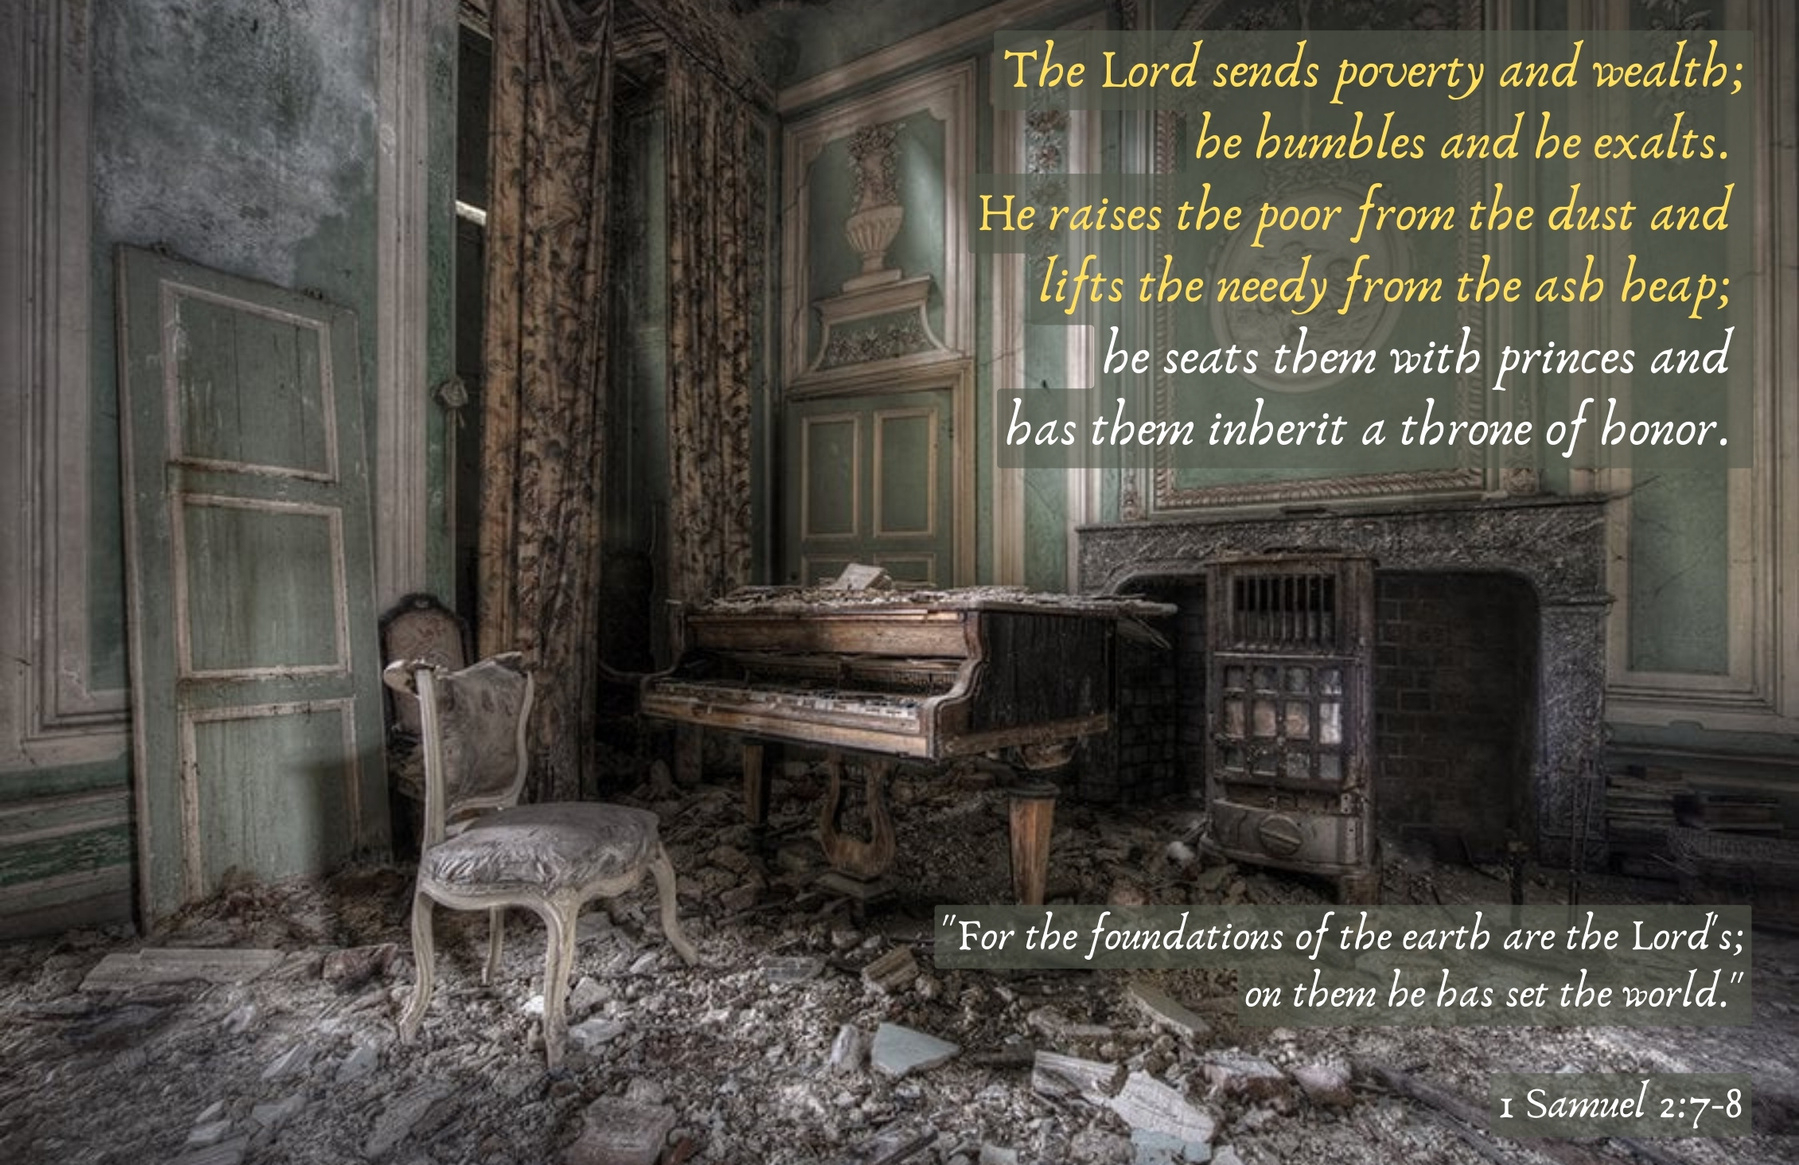 The Lord sends poverty and wealth;
he humbles and he exalts.
He raises the poor from the dust and
lifts the needy from the ash heap;
he seats them with princes and
has them inherit a throne of honor.
"For the foundations of the earth are the Lord's;
on them he has set the world."
1 Samuel 2:7-8